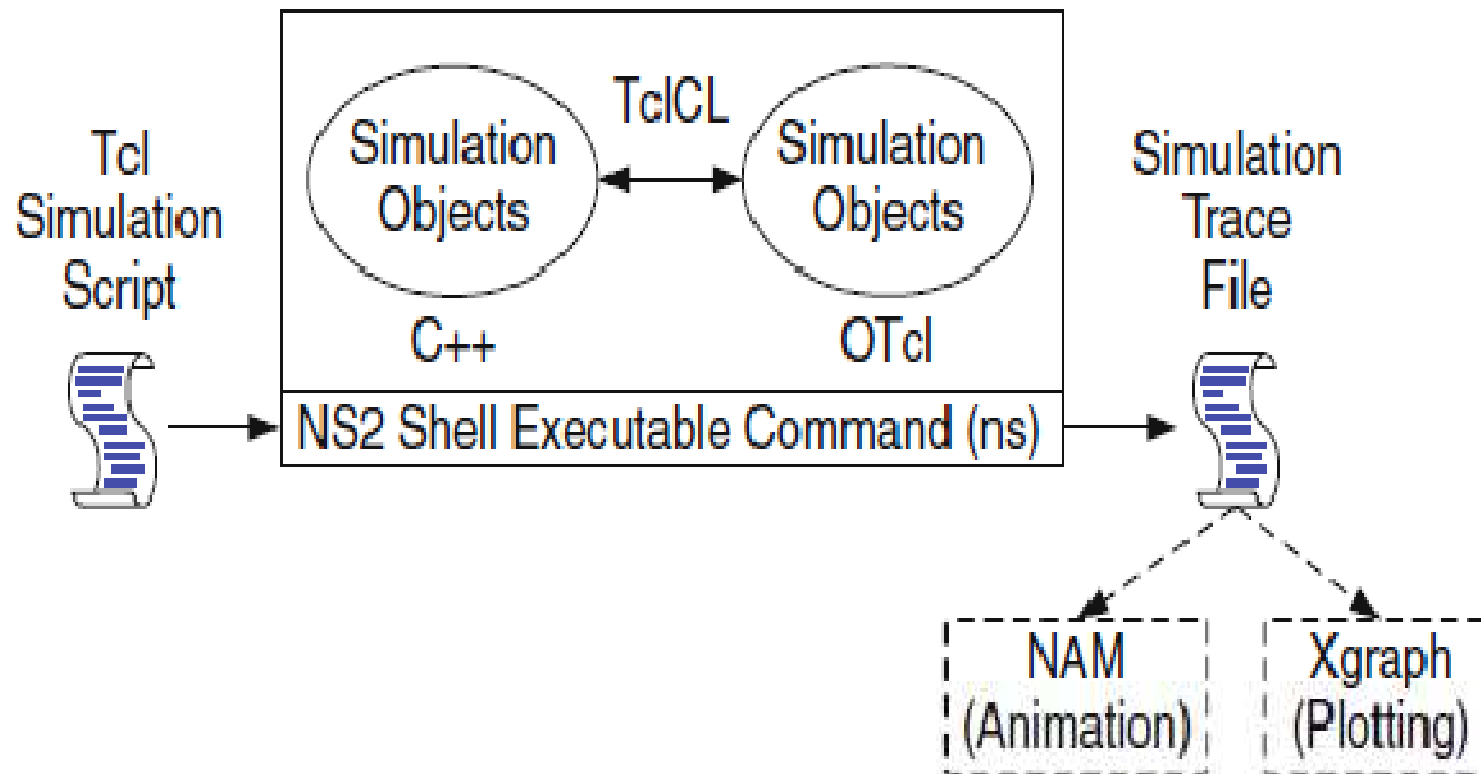 Tcl
Simulation
Script
Simulation
Objects
C++
TclCL
Simulation
Objects
OTcl
NS2 Shell Executable Command (ns)
Simulation
Trace
File
NAM
(Animation)
Xgraph
(Plotting)